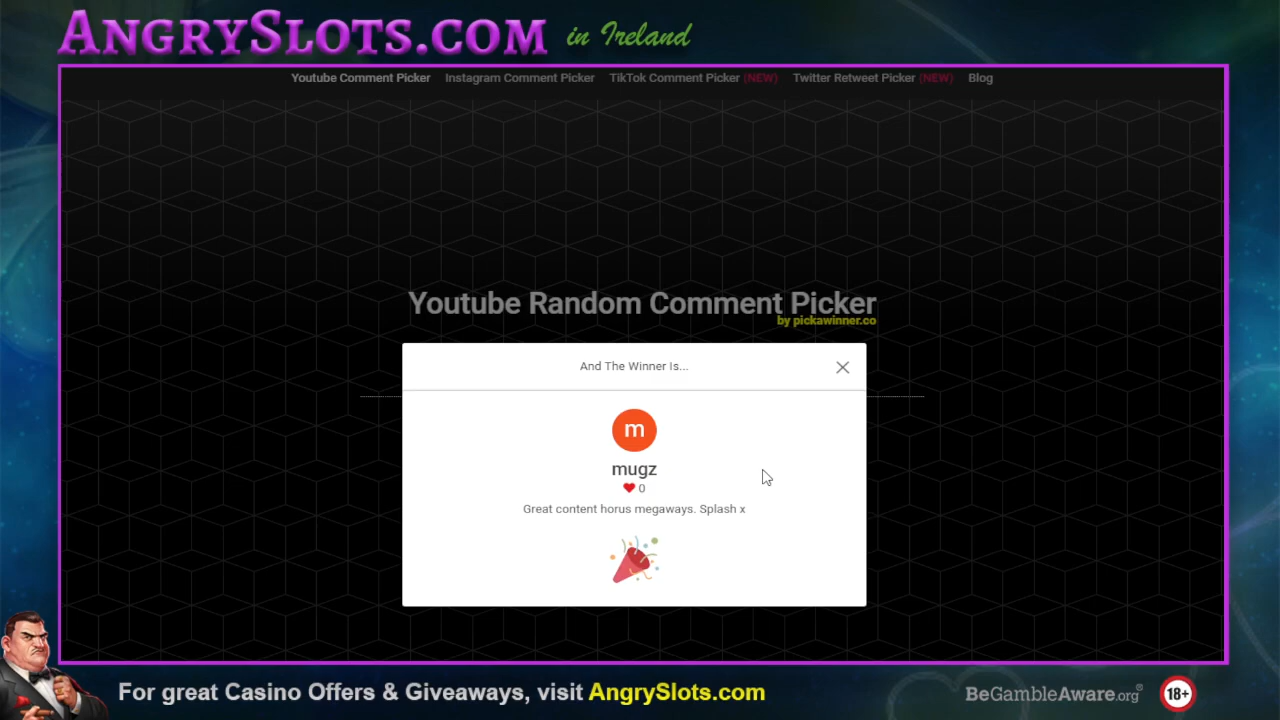 AngrySlots.com in Ireland
Youtube Comment Picker Instagram Comment Picker TikTok Comment Picker (NEW) Twitter Retweet Picker (NEW) Blog
Youtube Random Comment Picker
by pickawinner.co
And The Winner Is...
m
mugz
0
Great content horus megaways. Splash x
For great Casino Offers & Giveaways, visit AngrySlots.com
BeGambleAware.org®
18+